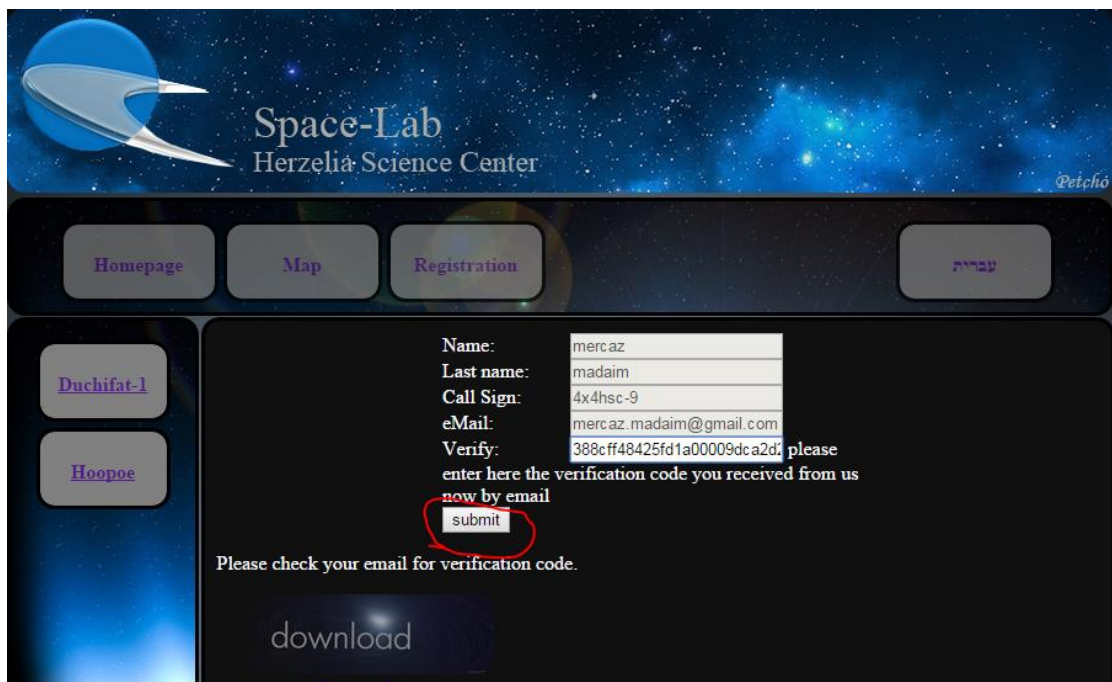 Space-Lab
Herzelia Science Center
Petcho
Homepage
Map
Registration
עברית
Duchifat-1
Hoopoe
Name: mercaz
Last name: madaim
Call Sign: 4x4hsc-9
eMail: mercaz.madaim@gmail.com
Verify: 388cff48425fd1a00009dca2d2 please
enter here the verification code you received from us
now by email
submit
Please check your email for verification code.
download